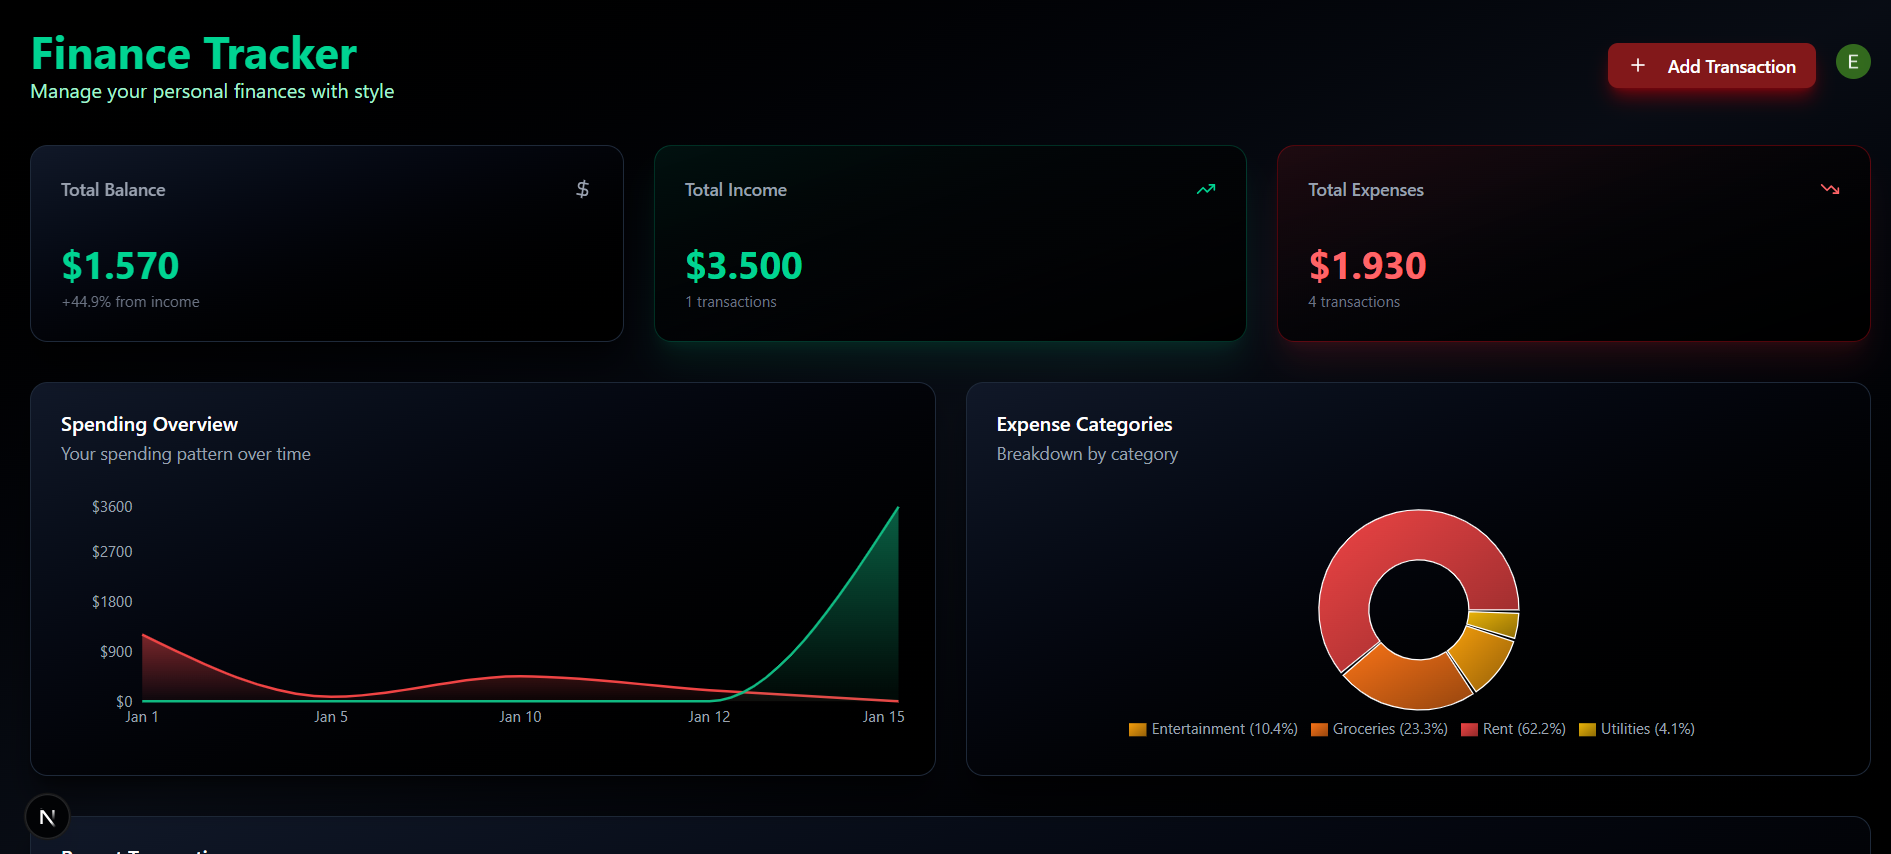 Finance Tracker
Manage your personal finances with style
+ Add Transaction
E
Total Balance
$
$1.570
+44.9% from income
Total Income
$3.500
1 transactions
Total Expenses
$1.930
4 transactions
Spending Overview
Your spending pattern over time
$3600
$2700
$1800
$900
$0
Jan 1 Jan 5 Jan 10 Jan 12 Jan 15
Expense Categories
Breakdown by category
Entertainment (10.4%) Groceries (23.3%) Rent (62.2%) Utilities (4.1%)
N